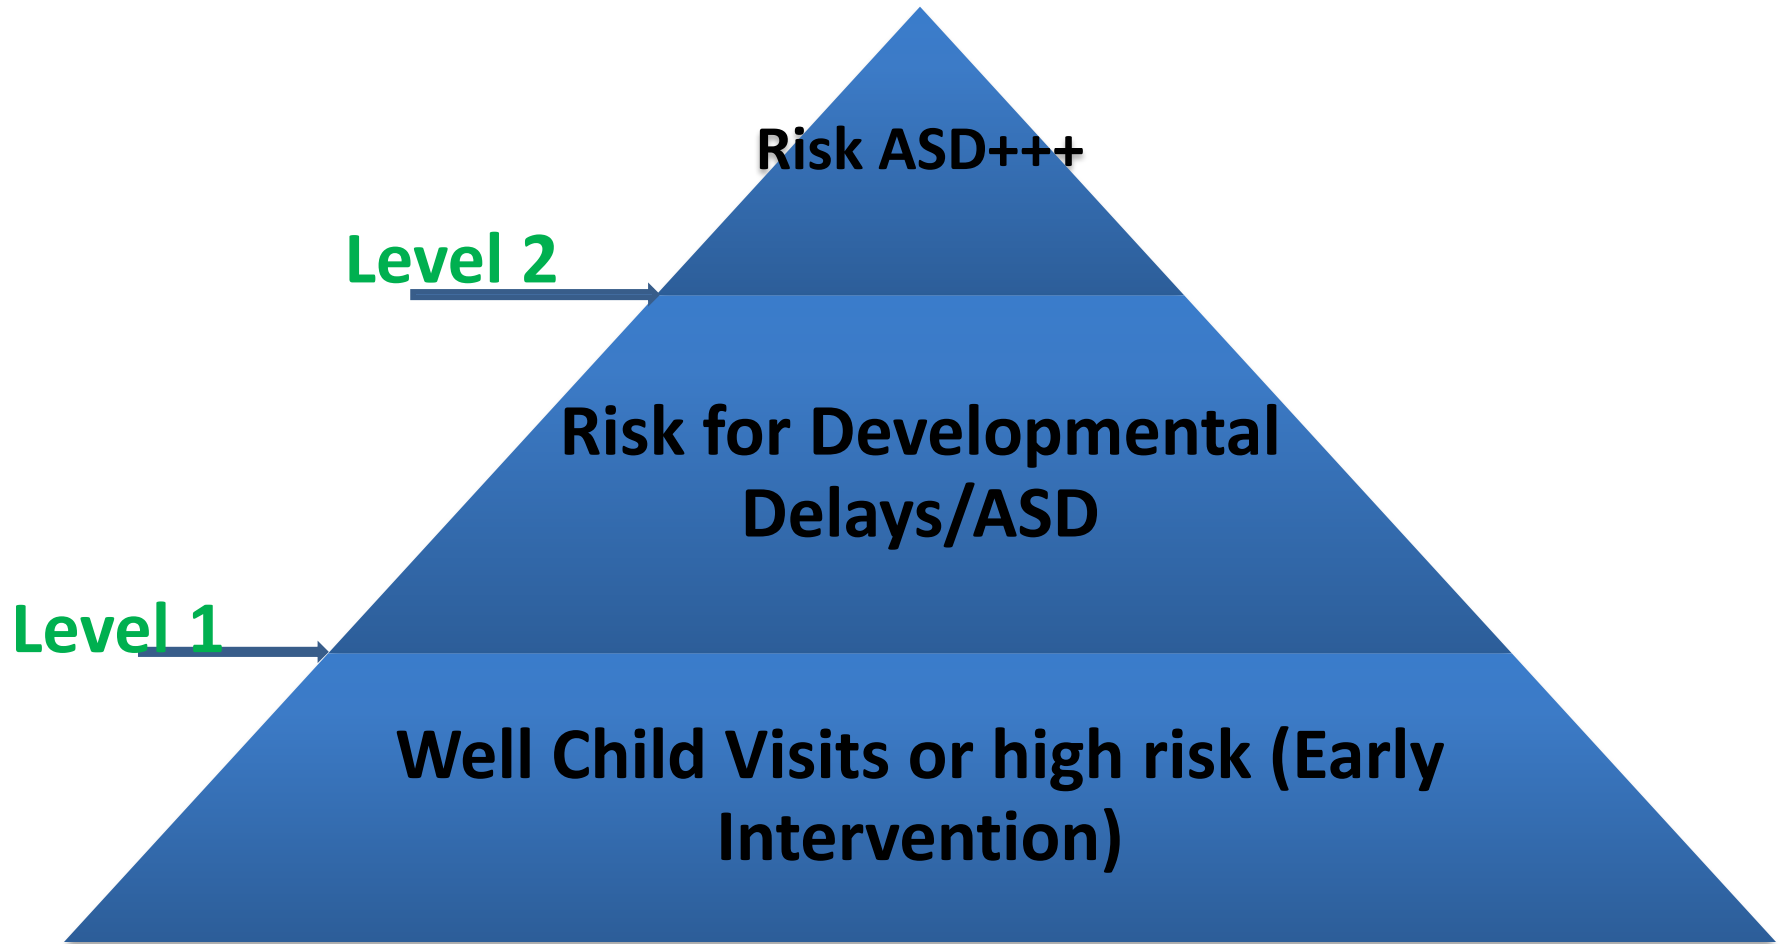 Risk ASD+++
Level 2
Risk for Developmental
Delays/ASD
Level 1
Well Child Visits or high risk (Early
Intervention)